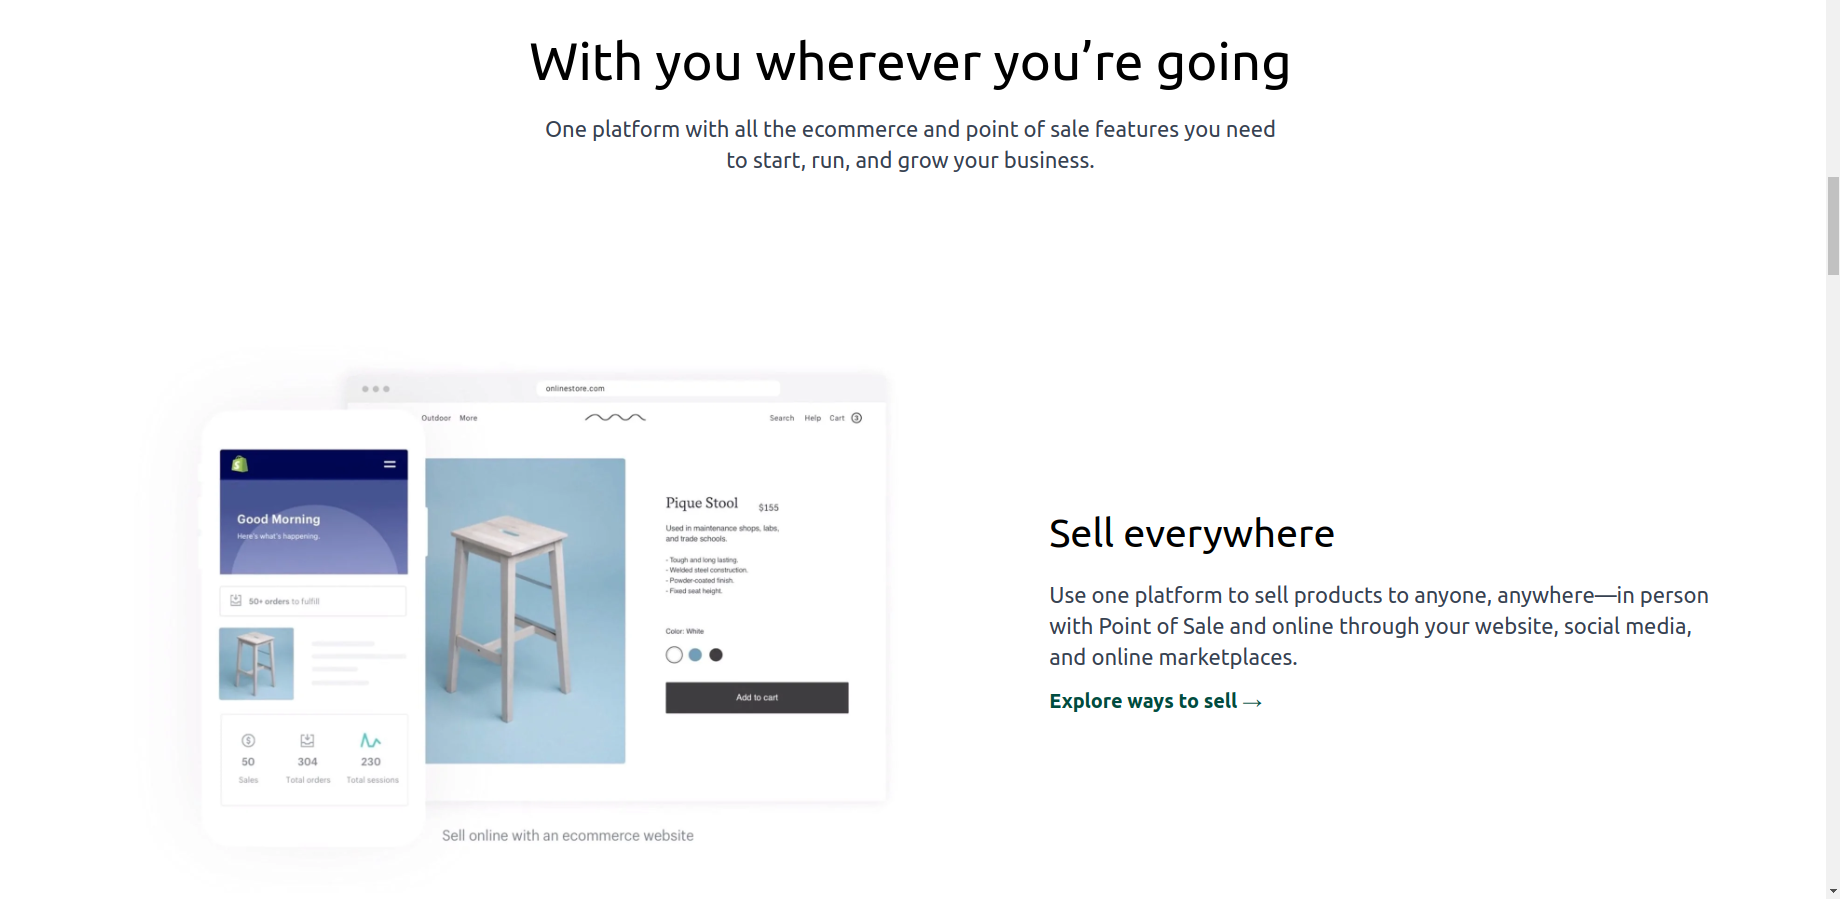 With you wherever you’re going
One platform with all the ecommerce and point of sale features you need
to start, run, and grow your business.
onlinestore.com
Outdoor More
Search Help Cart 3
Good Morning
Here's what's happening.
50+ orders to fulfill
50 304 230
Sales Total orders Total sessions
Pique Stool $155
Used in maintenance shops, labs,
and trade schools.
- Tough and long lasting.
- Welded steel construction.
- Powder-coated finish.
- Fixed seat height.
Color: White
Add to cart
Sell online with an ecommerce website
Sell everywhere
Use one platform to sell products to anyone, anywhere—in person
with Point of Sale and online through your website, social media,
and online marketplaces.
Explore ways to sell →